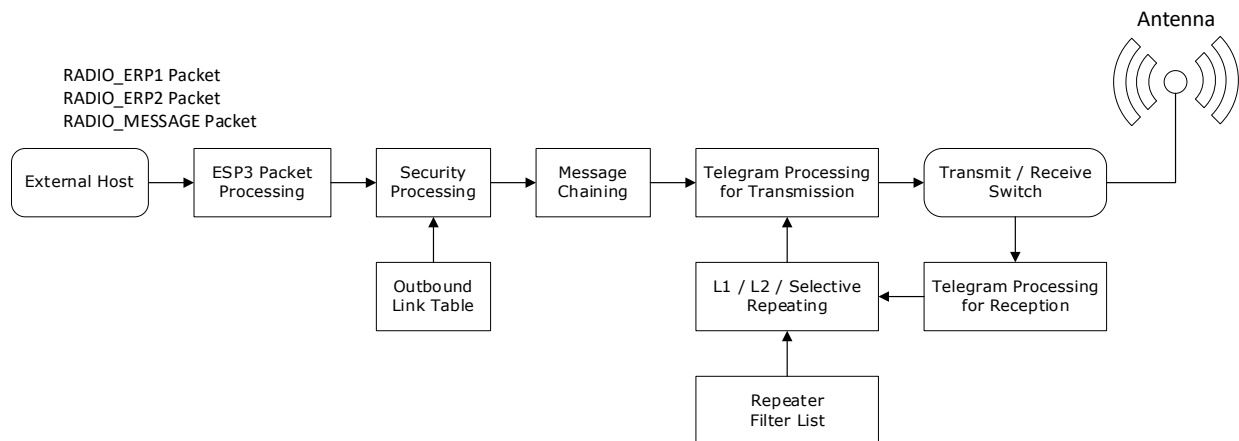 Antenna
RADIO_ERP1 Packet
RADIO_ERP2 Packet
RADIO_MESSAGE Packet
External Host
ESP3 Packet
Processing
Security
Processing
Message
Chaining
Telegram Processing
for Transmission
Transmit / Receive
Switch
Outbound
Link Table
L1 / L2 / Selective
Repeating
Telegram Processing
for Reception
Repeater
Filter List